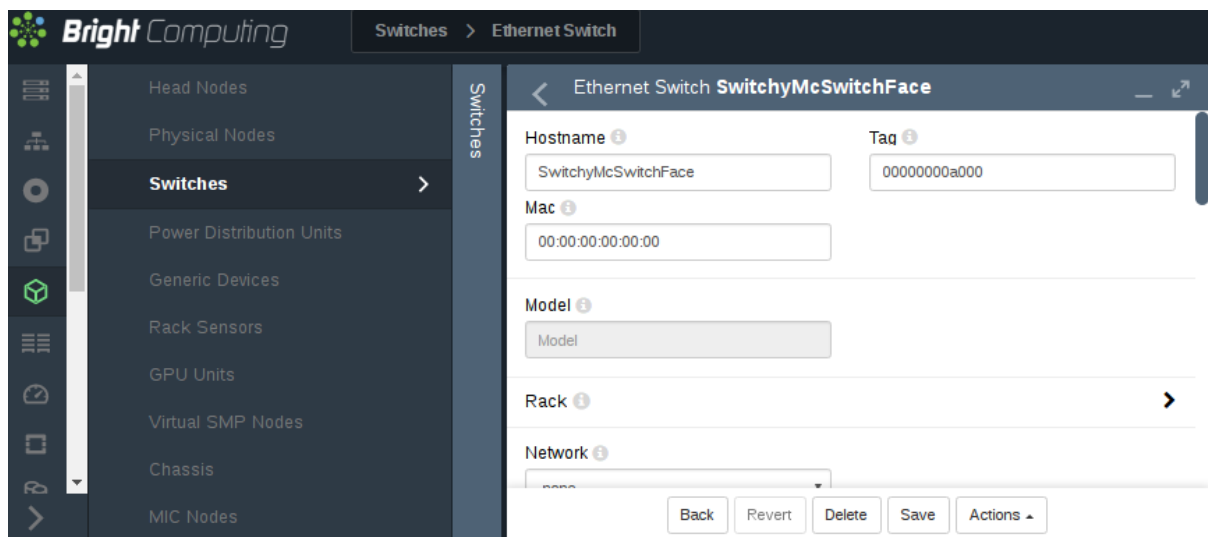 Bright Computing
Switches > Ethernet Switch
Head Nodes
Physical Nodes
Switches
Power Distribution Units
Generic Devices
Rack Sensors
GPU Units
Virtual SMP Nodes
Chassis
MIC Nodes
Switches
Ethernet Switch SwitchyMcSwitchFace
Hostname
Tag
SwitchyMcSwitchFace
00000000a000
Mac
00:00:00:00:00:00
Model
Model
Rack
Network
Back
Revert
Delete
Save
Actions